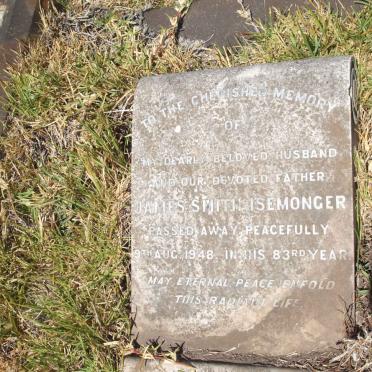 TO THE CHERISHED MEMORY
OF
MY DEARLY BELOVED HUSBAND
AND OUR DEVOTED FATHER
JAMES SMITH ISEMONGER
PASSED AWAY PEACEFULLY
9TH AUG. 1948, IN HIS 83RD YEAR
MAY ETERNAL PEACE ENFOLD
THIS RADIANT LIFE